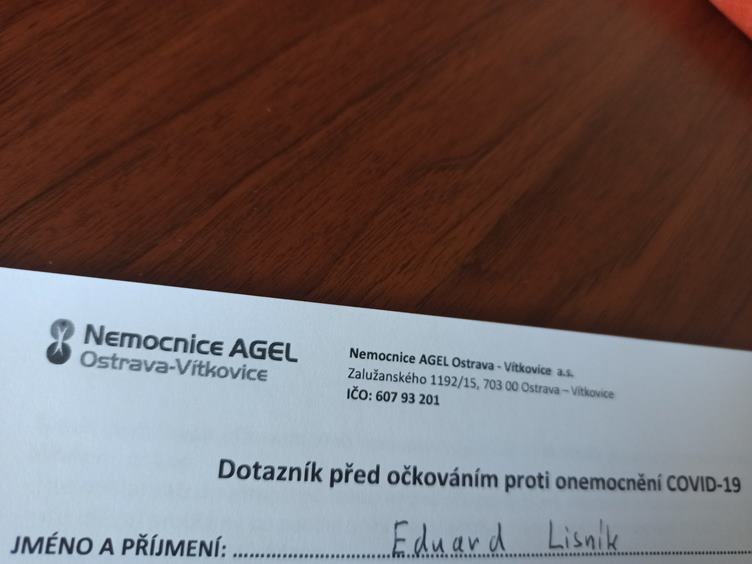 Nemocnice AGEL
Ostrava-Vítkovice
Nemocnice AGEL Ostrava - Vítkovice a.s.
Zalužanského 1192/15, 703 00 Ostrava – Vítkovice
IČO: 607 93 201
Dotazník před očkováním proti onemocnění COVID-19
JMÉNO A PŘÍJMENÍ: Eduard Lisník